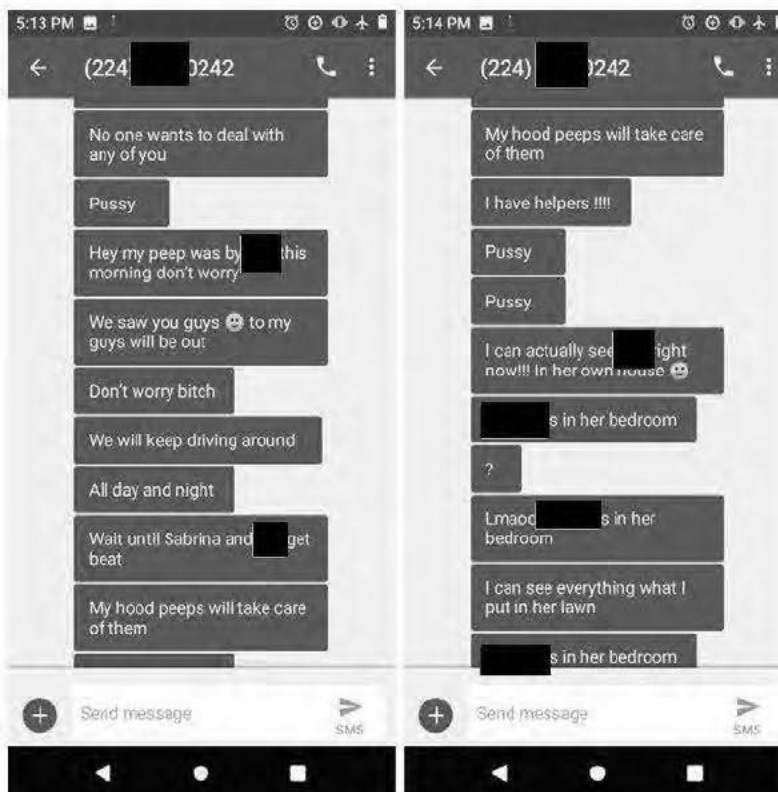 5:13 PM
(224) 0242
No one wants to deal with
any of you
Pussy
Hey my peep was by this
morning don't worry
We saw you guys 🙂 to my
guys will be out
Don't worry bitch
We will keep driving around
All day and night
Wait until Sabrina and get
beat
My hood peeps will take care
of them
Send message
SMS
5:14 PM
(224) 0242
My hood peeps will take care
of them
I have helpers !!!!
Pussy
Pussy
I can actually see right
now!!! In her own house 🙂
s in her bedroom
?
Lmaoo s in her
bedroom
I can see everything what I
put in her lawn
s in her bedroom
Send message
SMS